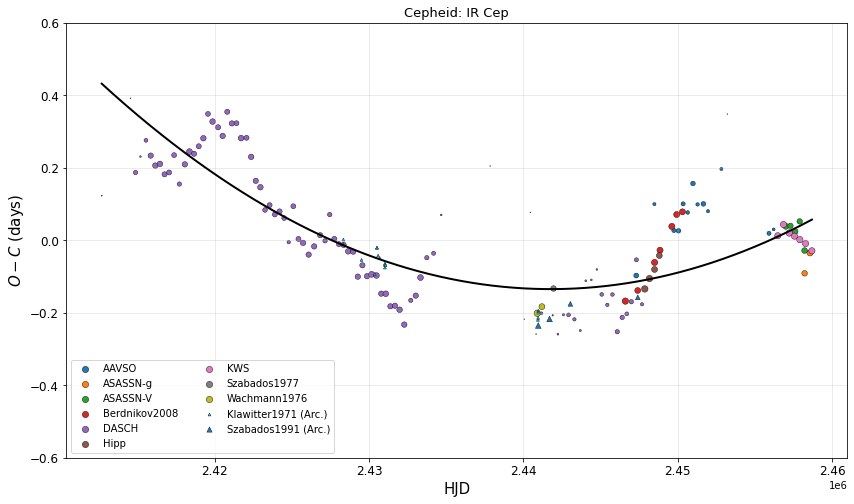 Cepheid: IR Cep
0.6
0.4
0.2
0.0
−0.2
−0.4
−0.6
O − C (days)
AAVSO
ASASSN-g
ASASSN-V
Berdnikov2008
DASCH
Hipp
KWS
Szabados1977
Wachmann1976
Klawitter1971 (Arc.)
Szabados1991 (Arc.)
2.42 2.43 2.44 2.45 2.46
1e6
HJD